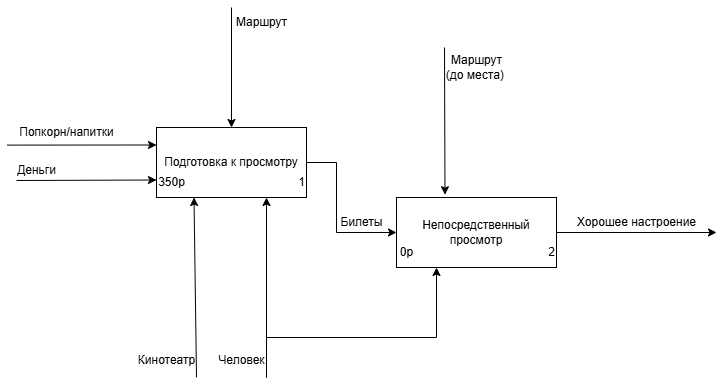 Маршрут
Маршрут
(до места)
Попкорн/напитки
Деньги
Подготовка к просмотру
350р
1
Билеты
Непосредственный
просмотр
0р
2
Хорошее настроение
Кинотеатр
Человек